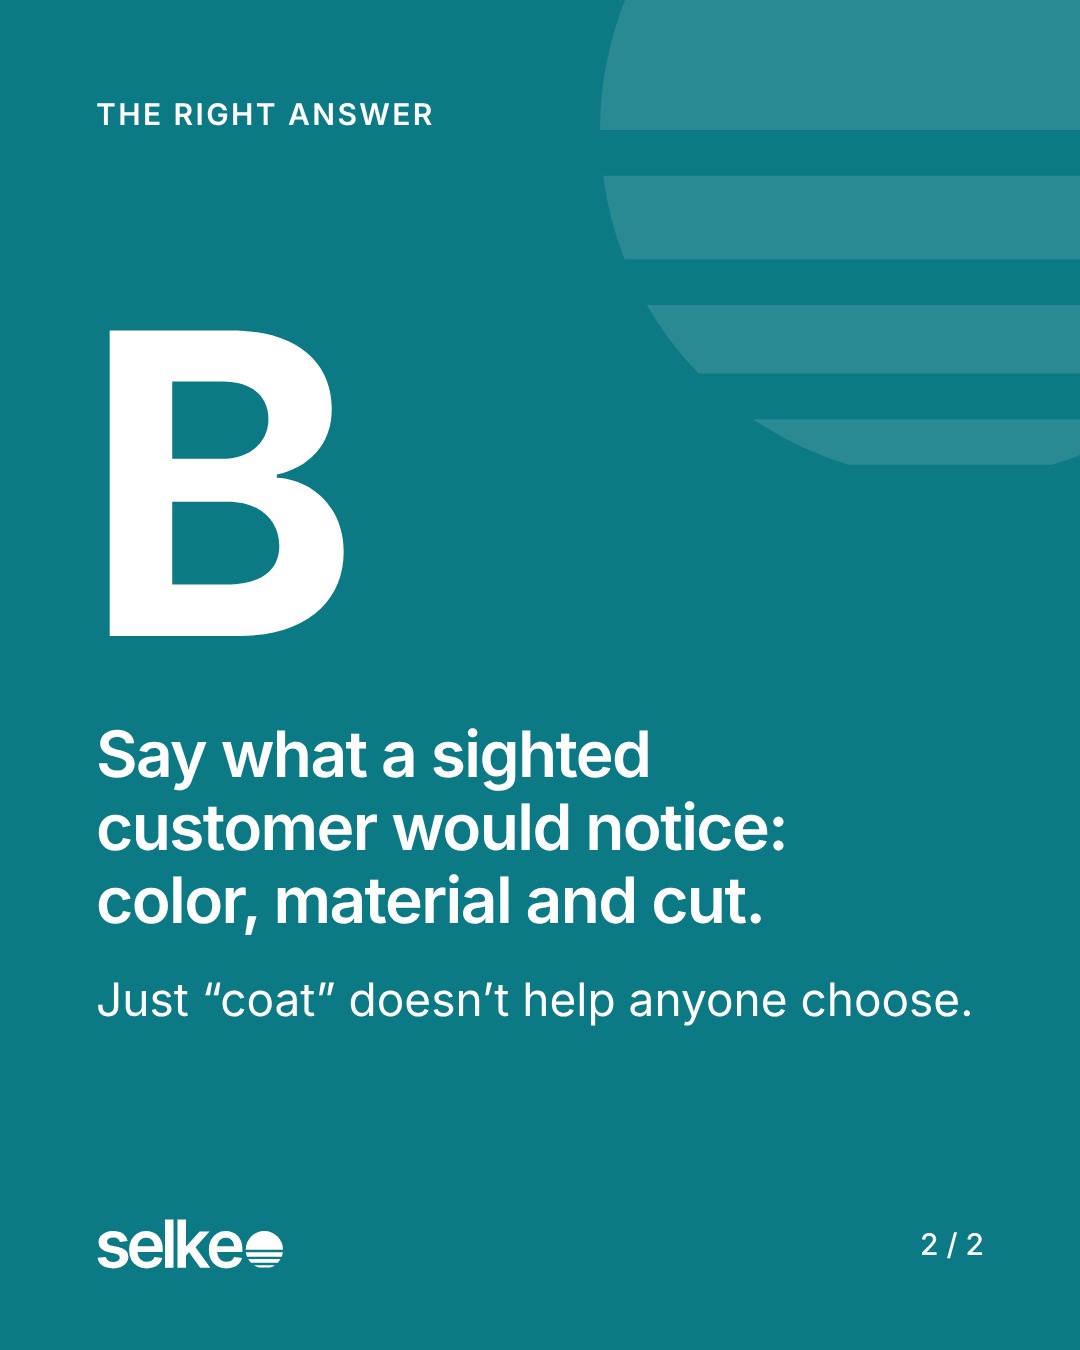 THE RIGHT ANSWER
B
Say what a sighted
customer would notice:
color, material and cut.
Just “coat” doesn’t help anyone choose.
selkeo
2 / 2